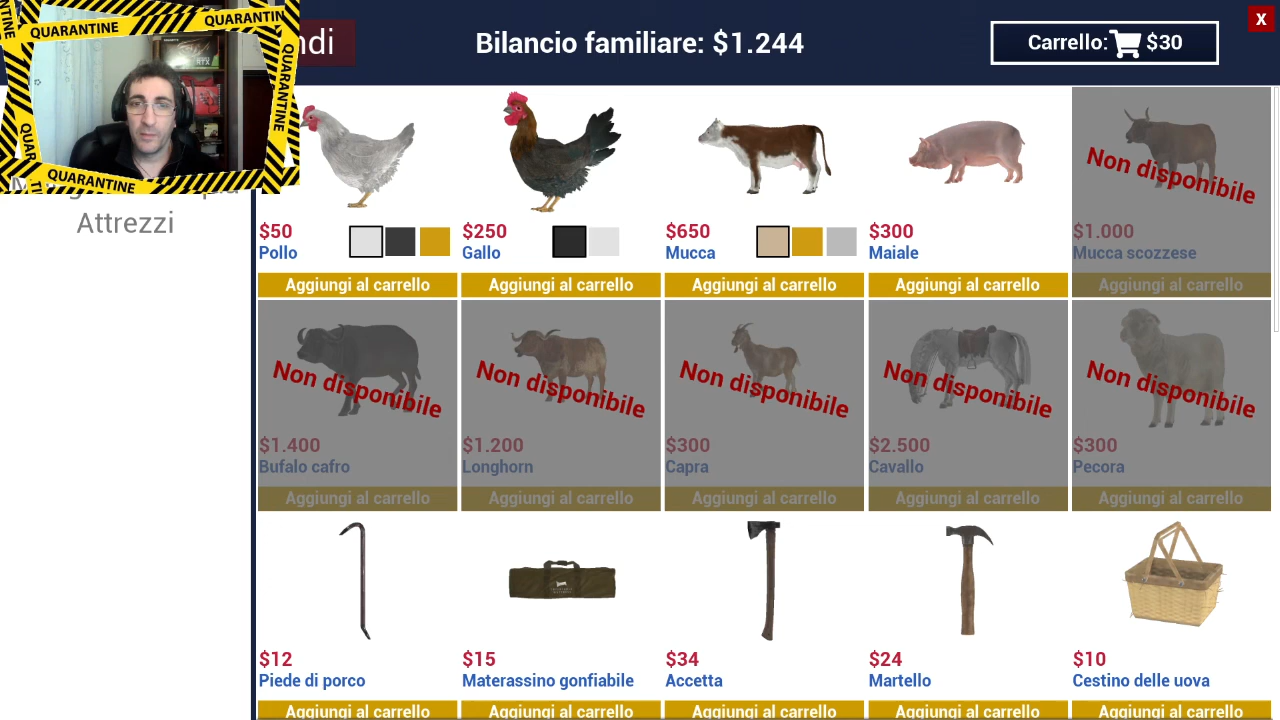 QUARANTINE
QUARANTIN
QUARANTINE
QUARANTINE
ndi
Bilancio familiare: $1.244
Carrello: $30
X
Attrezzi
$50
Pollo
Aggiungi al carrello
$250
Gallo
Aggiungi al carrello
$650
Mucca
Aggiungi al carrello
$300
Maiale
Aggiungi al carrello
Non disponibile
$1.000
Mucca scozzese
Aggiungi al carrello
Non disponibile
$1.400
Bufalo cafro
Aggiungi al carrello
Non disponibile
$1.200
Longhorn
Aggiungi al carrello
Non disponibile
$300
Capra
Aggiungi al carrello
Non disponibile
$2.500
Cavallo
Aggiungi al carrello
Non disponibile
$300
Pecora
Aggiungi al carrello
$12
Piede di porco
Aggiungi al carrello
$15
Materassino gonfiabile
Aggiungi al carrello
$34
Accetta
Aggiungi al carrello
$24
Martello
Aggiungi al carrello
$10
Cestino delle uova
Aggiungi al carrello